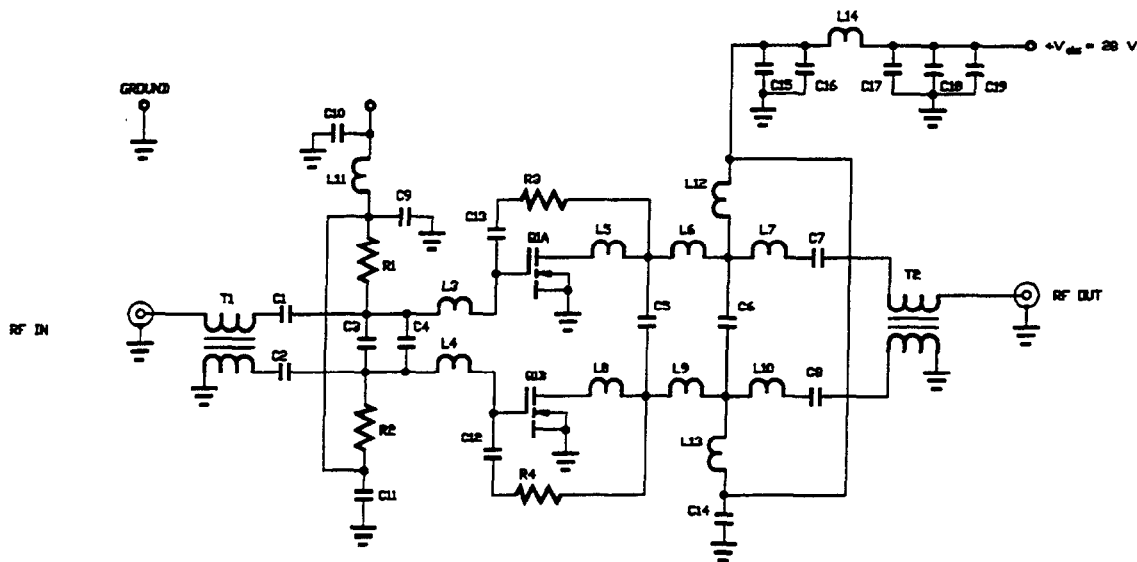 L14
+V_dss = 28 V
C15
C16
C17
C18
C19
GROUND
C10
L11
C9
R3
L12
C13
Q1A
L5
L6
L7
C7
R1
L3
T2
T1
C1
C3
C4
C5
C6
RF OUT
RF IN
C2
L4
L8
L9
L10
C8
Q1B
R2
C12
L13
R4
C11
C14